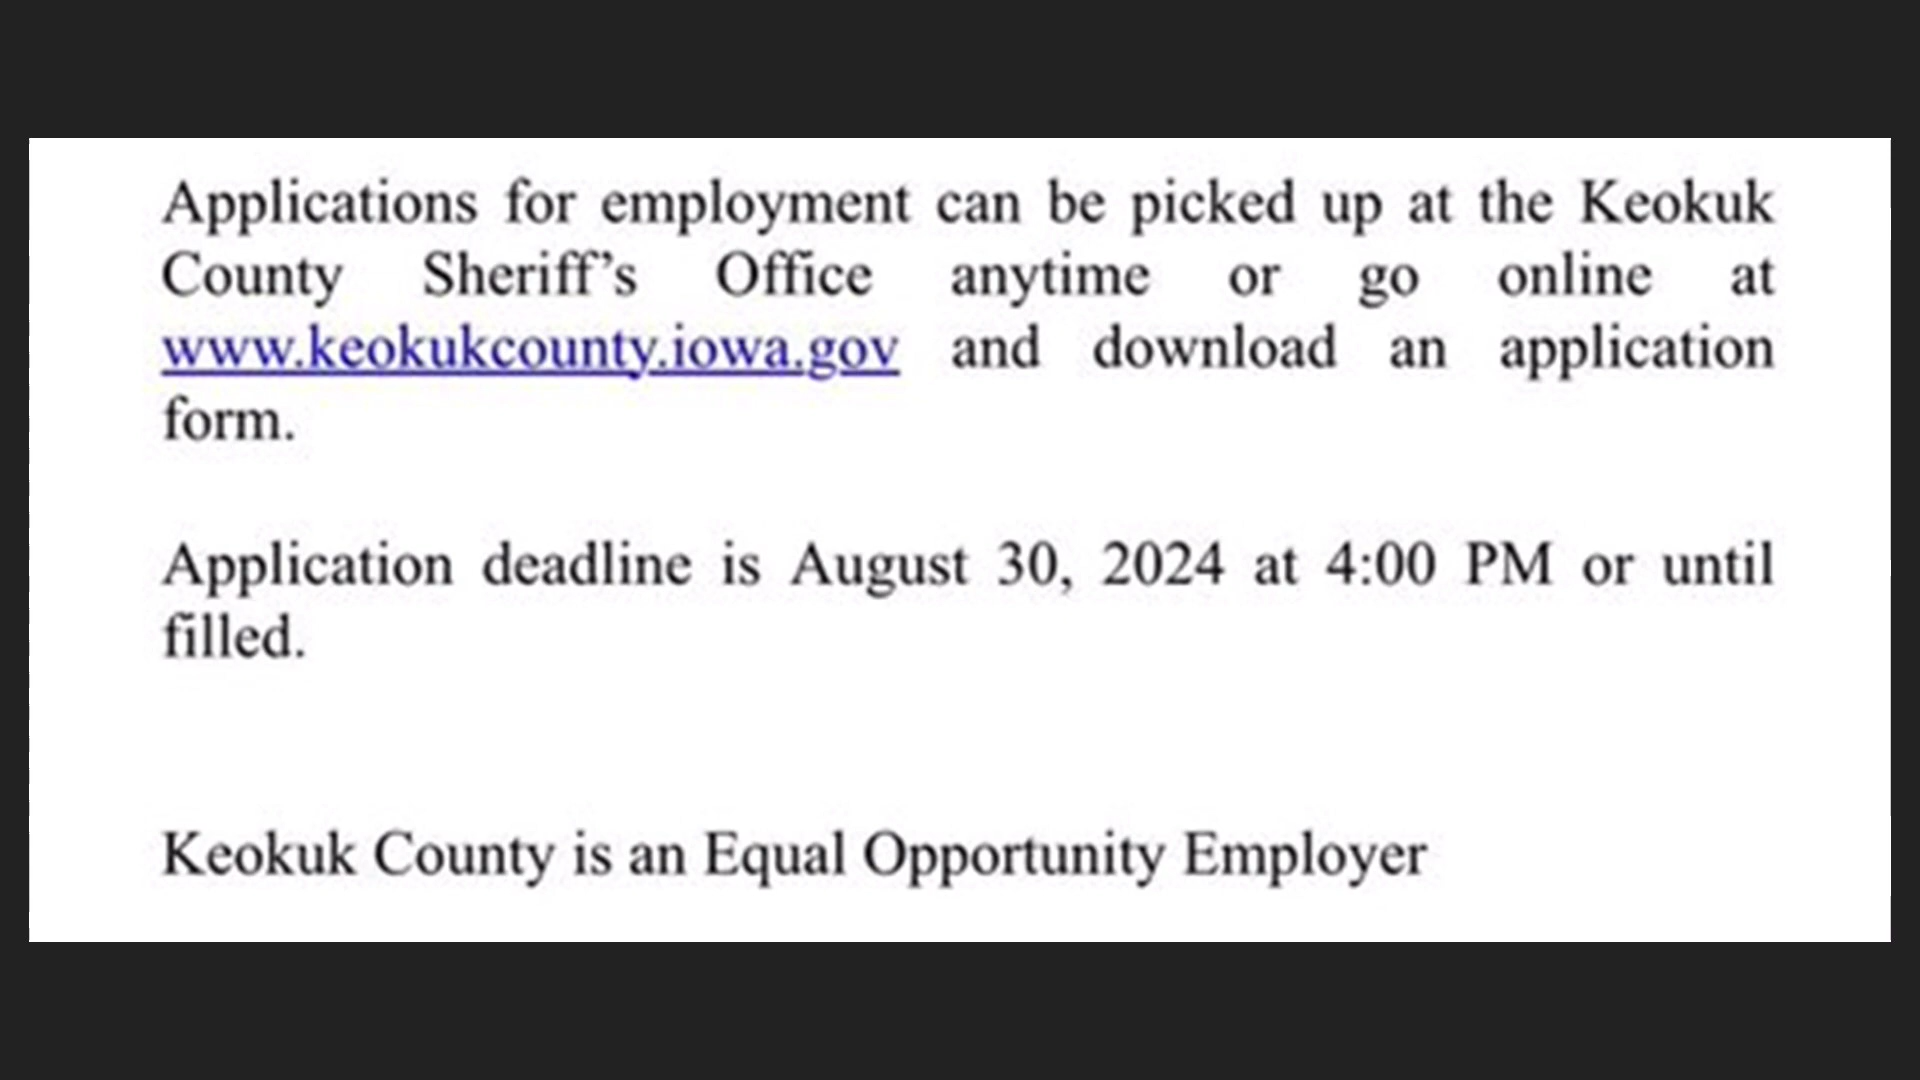 Applications for employment can be picked up at the Keokuk
County Sheriff’s Office anytime or go online at
www.keokukcounty.iowa.gov and download an application
form.
Application deadline is August 30, 2024 at 4:00 PM or until
filled.
Keokuk County is an Equal Opportunity Employer